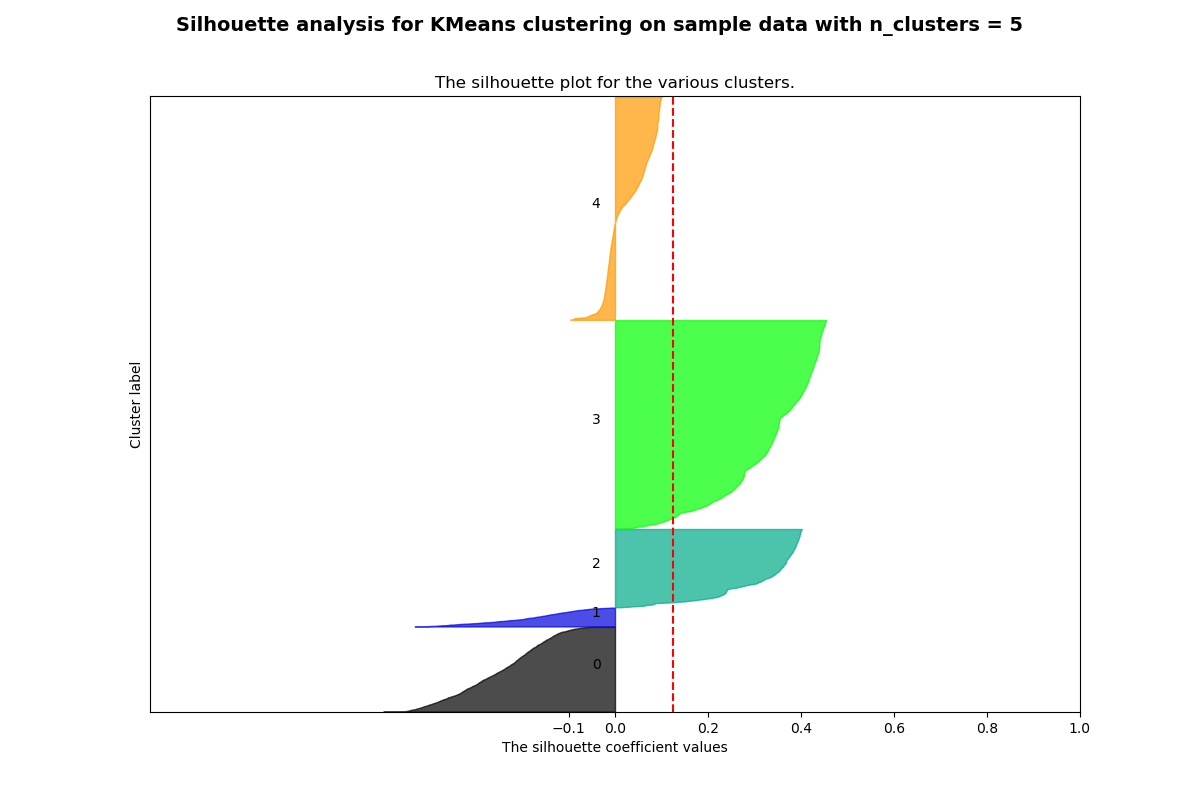 Silhouette analysis for KMeans clustering on sample data with n_clusters = 5
The silhouette plot for the various clusters.
4
3
2
1
0
Cluster label
−0.1 0.0 0.2 0.4 0.6 0.8 1.0
The silhouette coefficient values